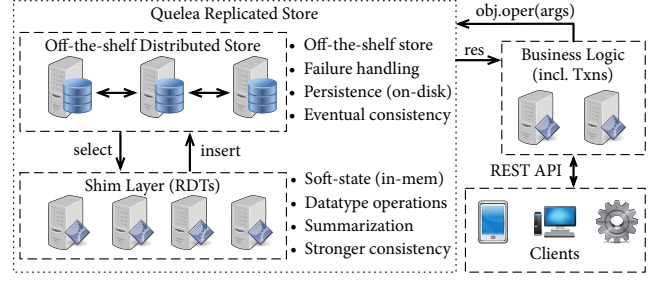 Quelea Replicated Store
Off-the-shelf Distributed Store
• Off-the-shelf store
• Failure handling
• Persistence (on-disk)
• Eventual consistency
select
insert
Shim Layer (RDTs)
• Soft-state (in-mem)
• Datatype operations
• Summarization
• Stronger consistency
obj.oper(args)
res
Business Logic
(incl. Txns)
REST API
Clients